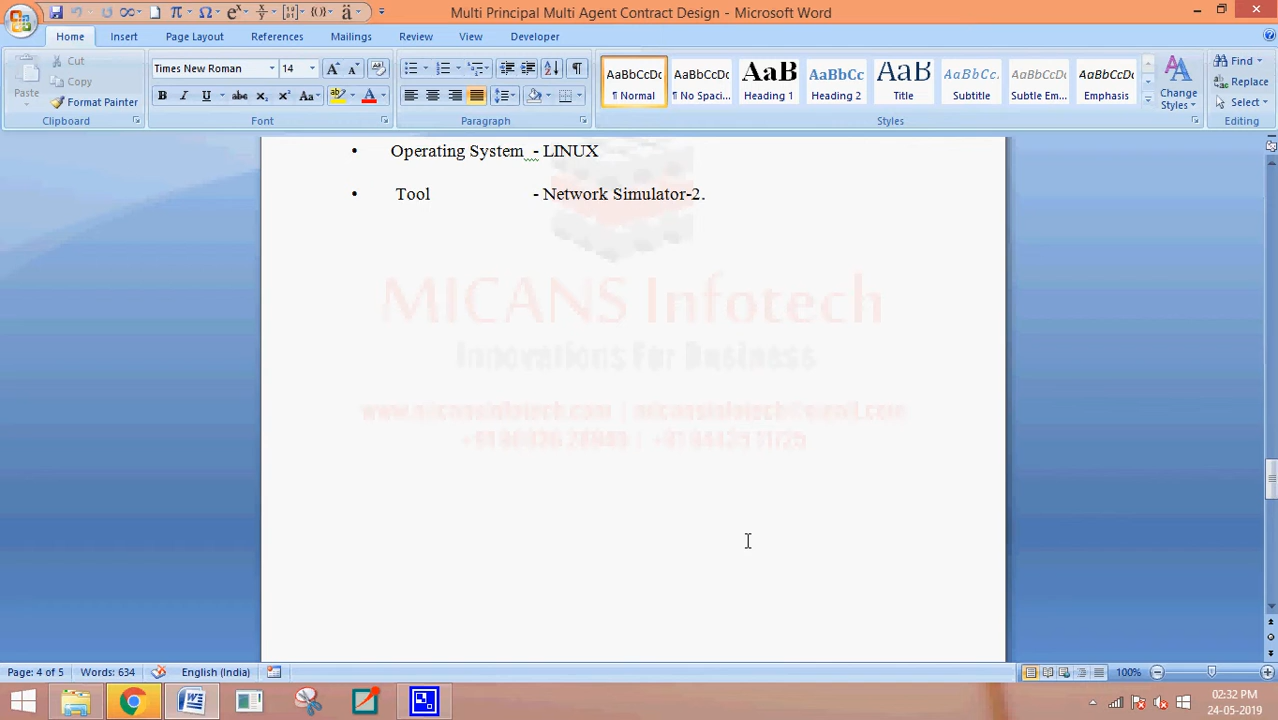 Multi Principal Multi Agent Contract Design - Microsoft Word
Home Insert Page Layout References Mailings Review View Developer
Cut
Copy
Format Painter
Paste
Clipboard
Times New Roman 14
Font
Paragraph
AaBbCcDc AaBbCcDc AaB AaBbCc AaB AaBbCc. AaBbCcDc AaBbCcDc
¶ Normal ¶ No Spaci... Heading 1 Heading 2 Title Subtitle Subtle Em... Emphasis
Styles
Change Styles
Find
Replace
Select
Editing
• Operating System - LINUX
• Tool - Network Simulator-2.
MICANS Infotech
Innovations For Business
Page: 4 of 5 Words: 634 English (India) 100%
02:32 PM
24-05-2019